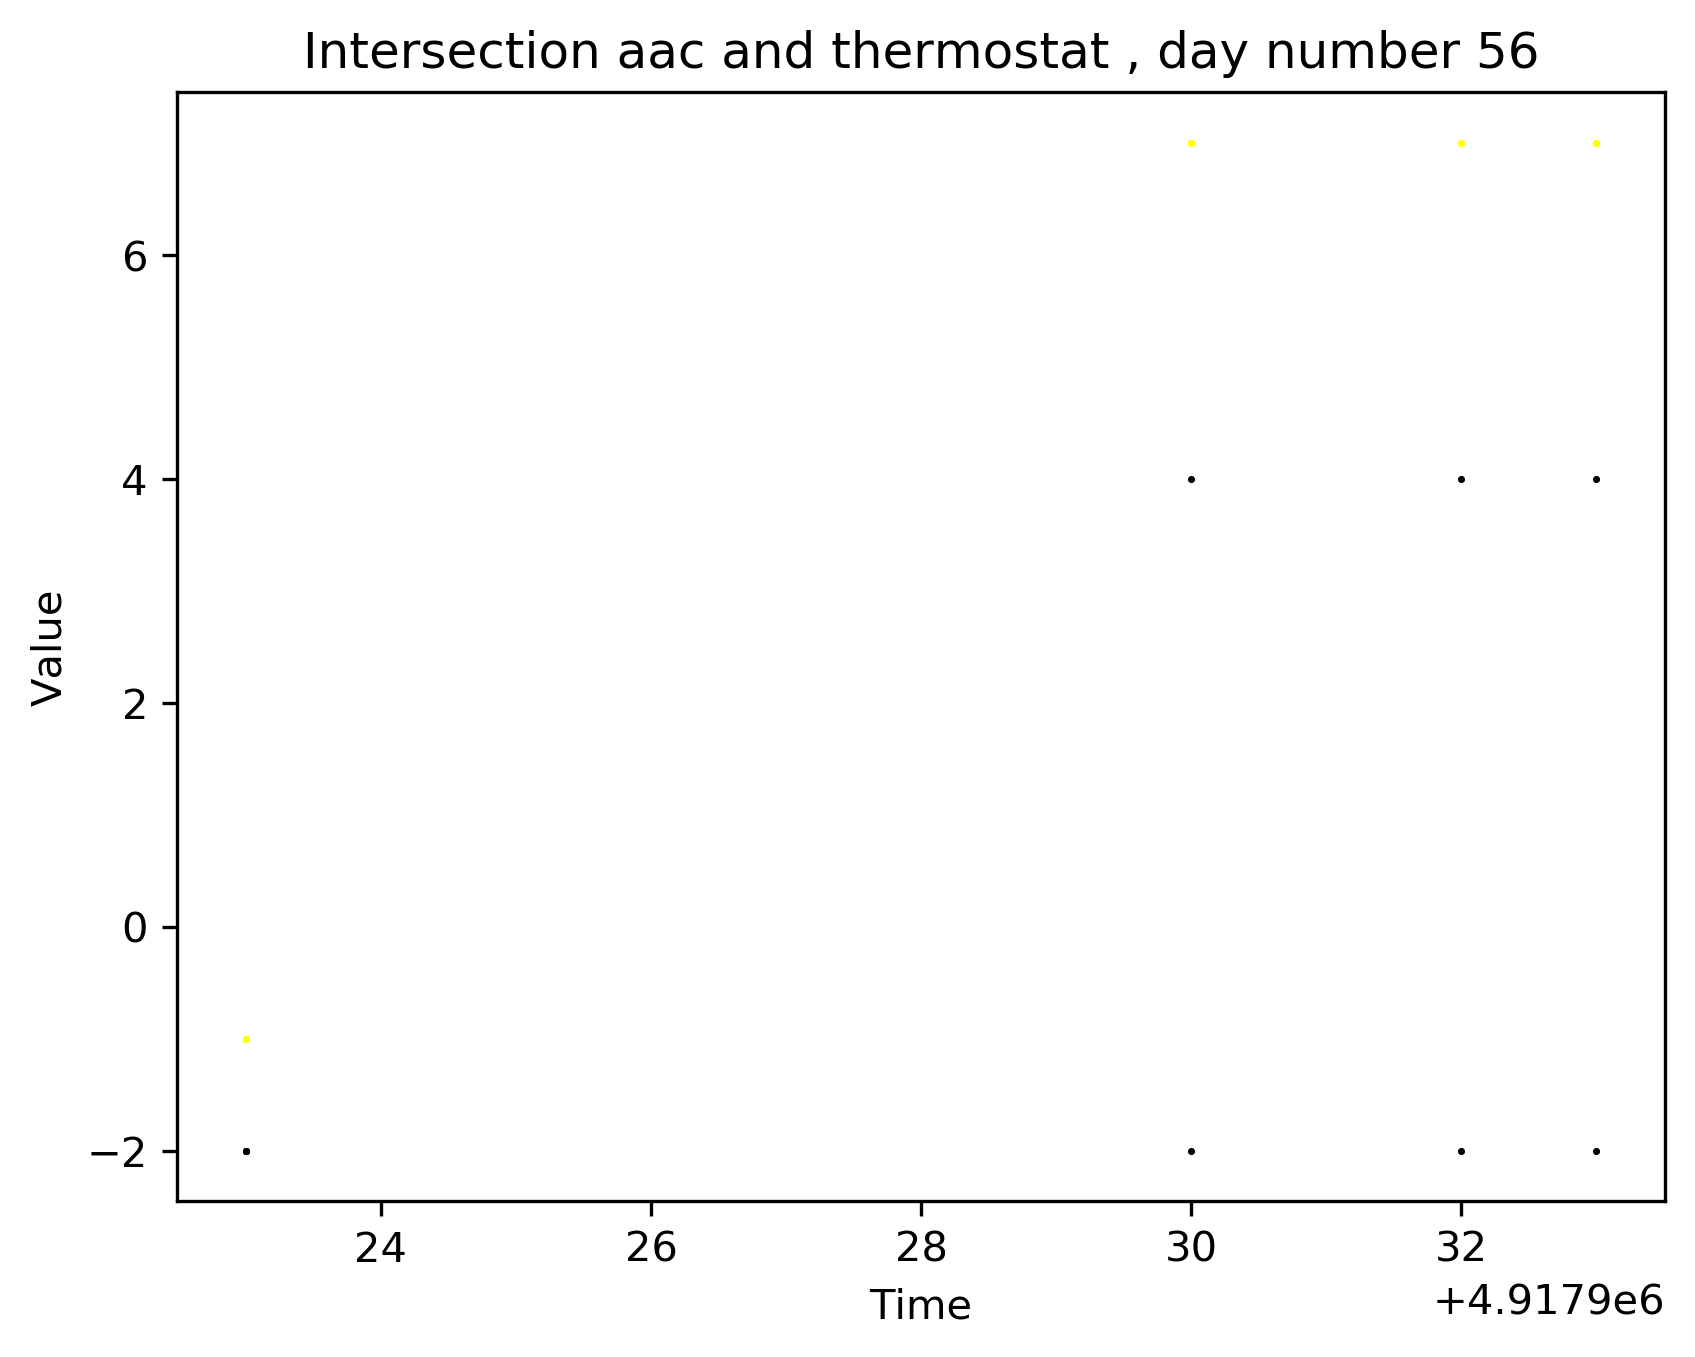 Intersection aac and thermostat , day number 56
Value
6
4
2
0
−2
24 26 28 30 32
+4.9179e6
Time